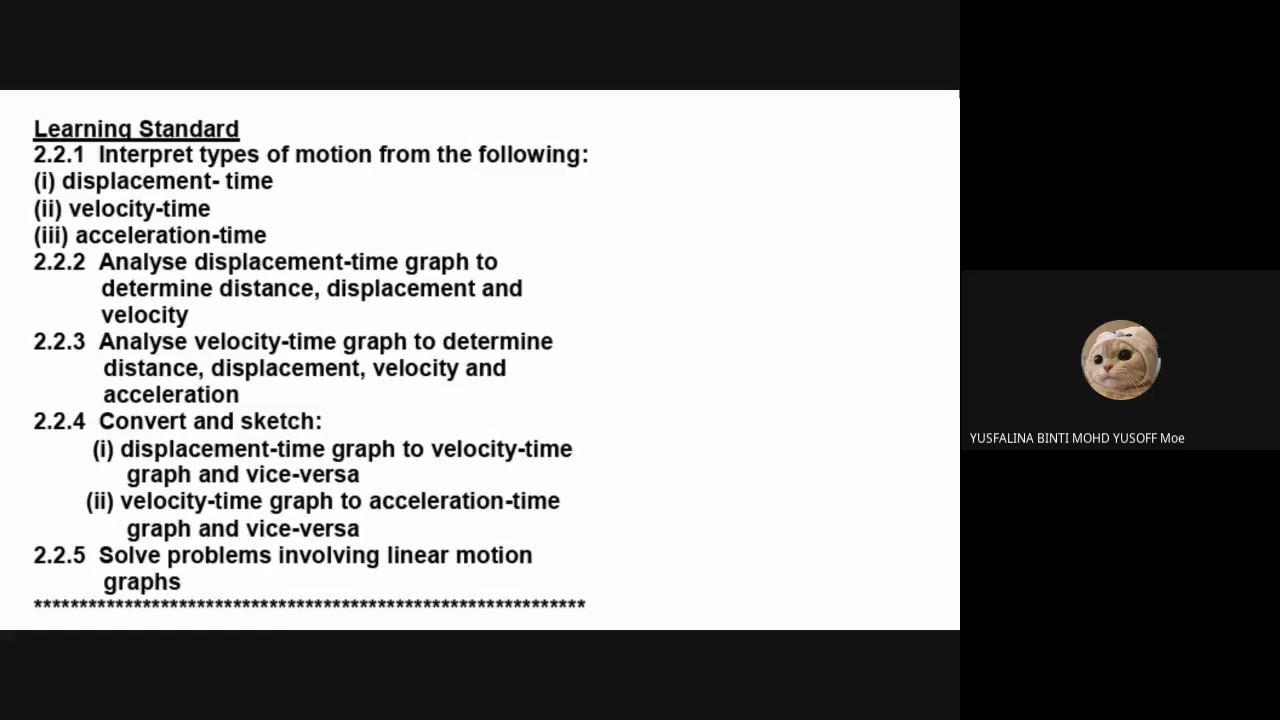 Learning Standard
2.2.1 Interpret types of motion from the following:
(i) displacement- time
(ii) velocity-time
(iii) acceleration-time
2.2.2 Analyse displacement-time graph to
determine distance, displacement and
velocity
2.2.3 Analyse velocity-time graph to determine
distance, displacement, velocity and
acceleration
2.2.4 Convert and sketch:
(i) displacement-time graph to velocity-time
graph and vice-versa
(ii) velocity-time graph to acceleration-time
graph and vice-versa
2.2.5 Solve problems involving linear motion
graphs
*************************************************************
YUSFALINA BINTI MOHD YUSOFF Moe